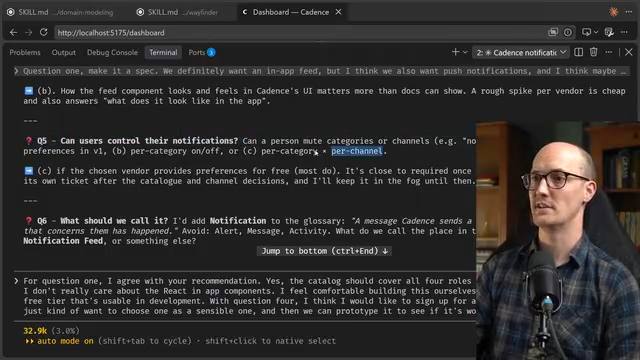 SKILL.md .../domain-modeling
SKILL.md .../wayfinder
Dashboard — Cadence
http://localhost:5175/dashboard
Problems Output Debug Console Terminal Ports 3
2: Cadence notificatio
> Question one, make it a spec. We definitely want an in-app feed, but I think we also want push notifications, and I think maybe …
(b). How the feed component looks and feels in Cadence's UI matters more than docs can show. A rough spike per vendor is cheap
and also answers "what does it look like in the app".
---
Q5 — Can users control their notifications? Can a person mute categories or channels (e.g. "no
preferences in v1, (b) per-category on/off, or (c) per-category × per-channel.
(c) if the chosen vendor provides preferences for free (most do). It's close to required once
its own ticket after the catalogue and channel decisions, and I'll keep it in the fog until then.
---
Q6 — What should we call it? I'd add Notification to the glossary: "A message Cadence sends a
that concerns them has happened." Avoid: Alert, Message, Activity. What do we call the place in t
Notification Feed, or something else?
Jump to bottom (ctrl+End) ↓
> For question one, I agree with your recommendation. Yes, the catalog should cover all four roles
I don't really care about the React in app components. I feel comfortable building this ourselves
free tier that's usable in development. With question four, I think I would like to sign up for a
just kind of want to choose one as a sensible one, and then we can prototype it to see if it's wo
32.9k (3.0%)
⏵⏵ auto mode on (shift+tab to cycle) · shift+click to native select